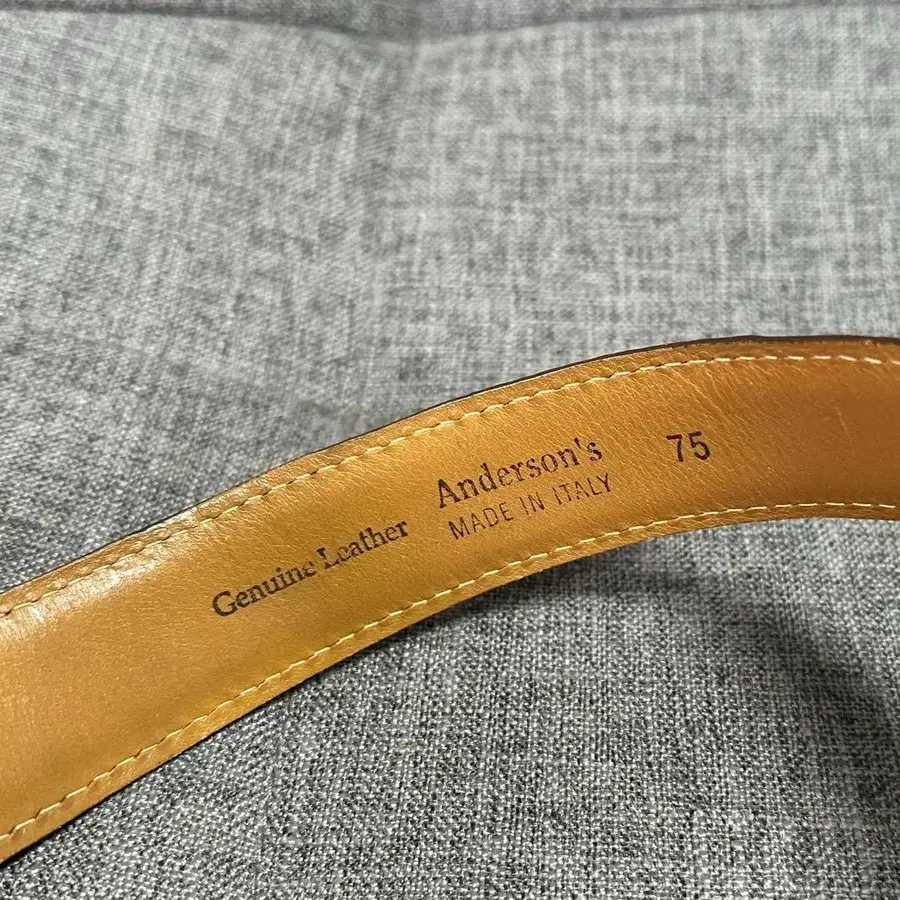 Genuine Leather
Anderson's
MADE IN ITALY
75